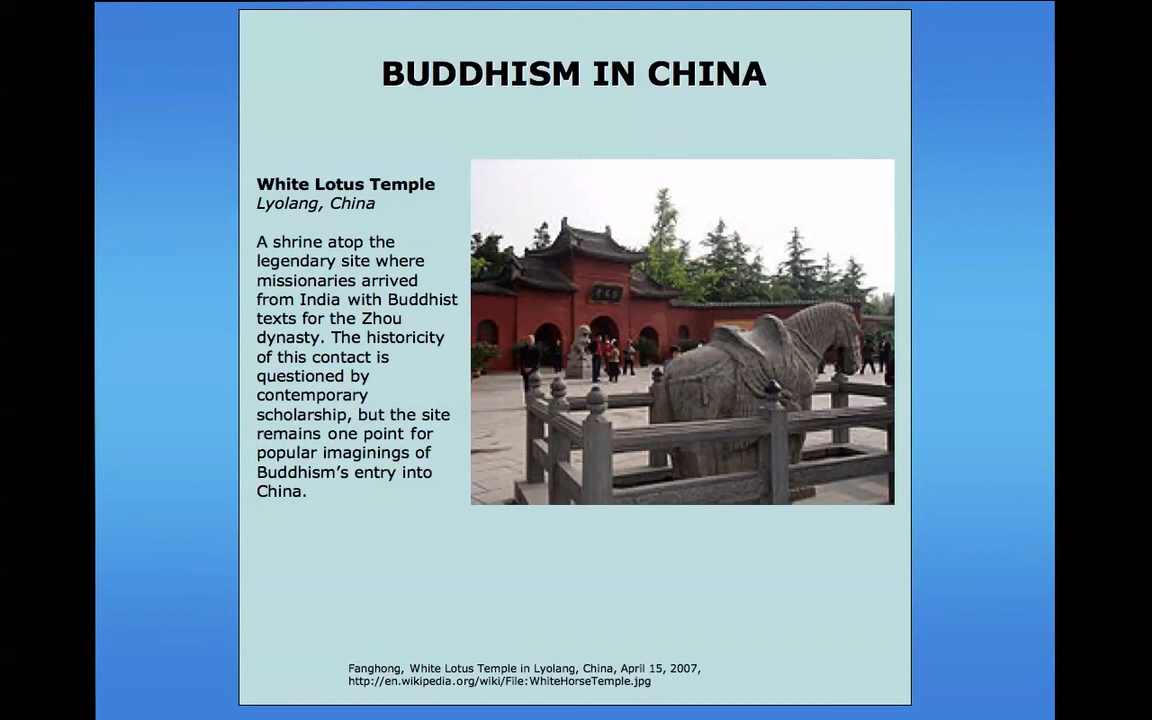 BUDDHISM IN CHINA
White Lotus Temple
Lyolang, China
A shrine atop the
legendary site where
missionaries arrived
from India with Buddhist
texts for the Zhou
dynasty. The historicity
of this contact is
questioned by
contemporary
scholarship, but the site
remains one point for
popular imaginings of
Buddhism’s entry into
China.
Fanghong, White Lotus Temple in Lyolang, China, April 15, 2007,
http://en.wikipedia.org/wiki/File:WhiteHorseTemple.jpg